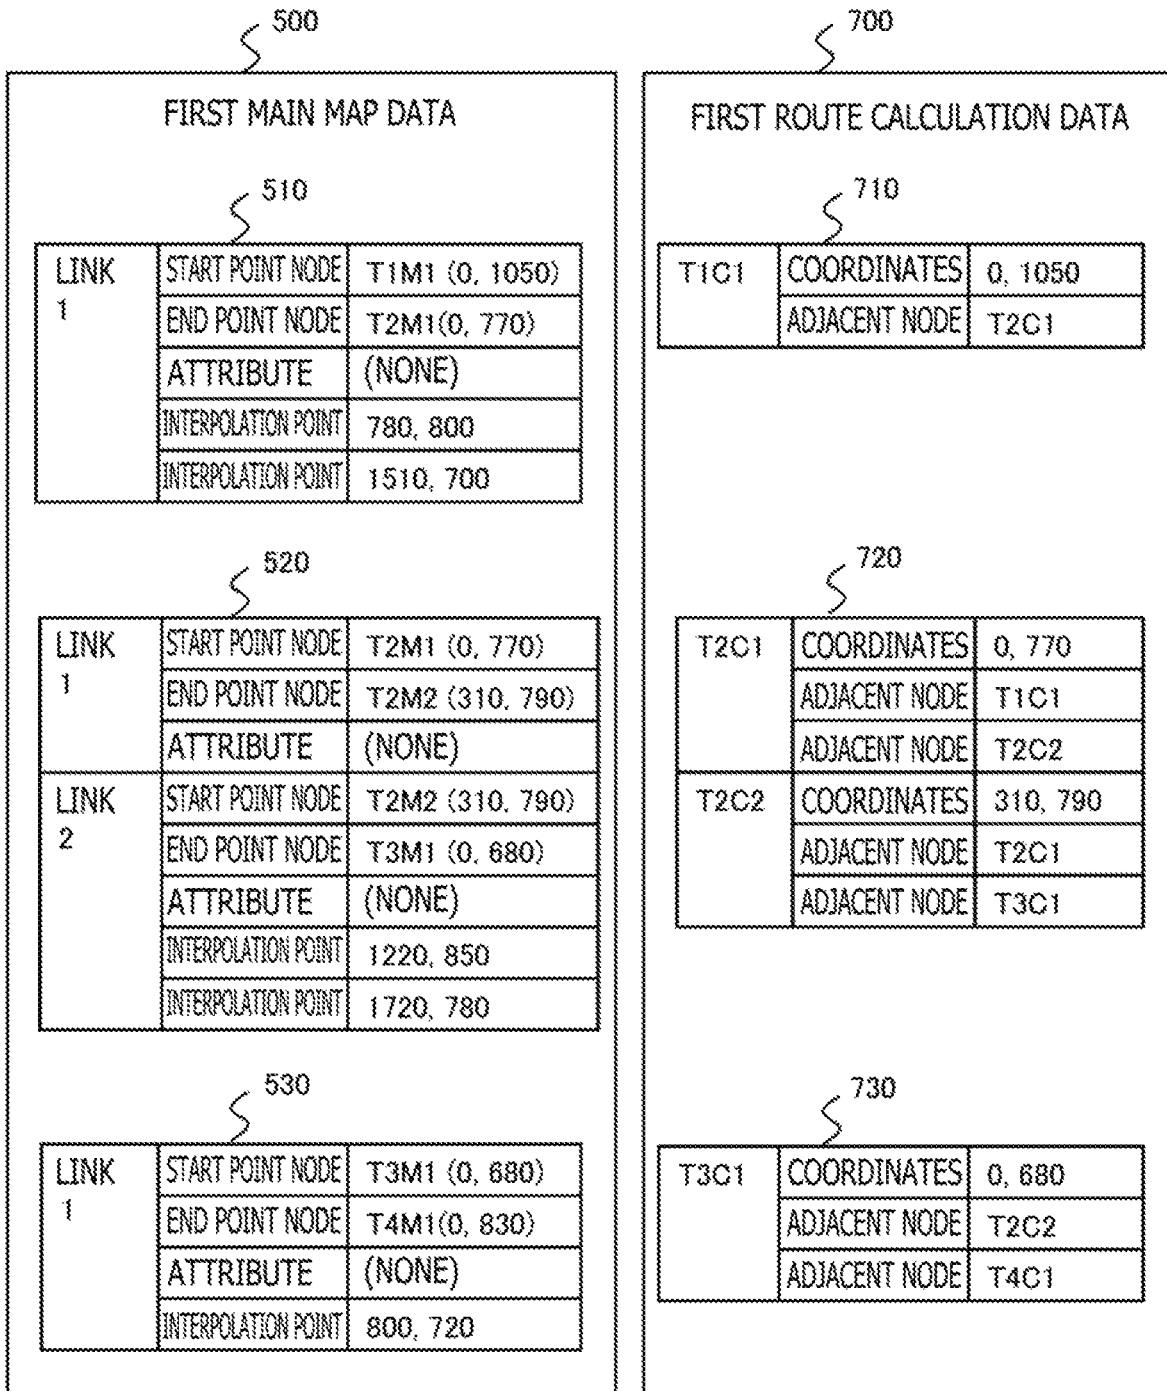 500
FIRST MAIN MAP DATA
510
LINK 1
START POINT NODE T1M1 (0, 1050)
END POINT NODE T2M1(0, 770)
ATTRIBUTE (NONE)
INTERPOLATION POINT 780, 800
INTERPOLATION POINT 1510, 700
520
LINK 1
START POINT NODE T2M1 (0, 770)
END POINT NODE T2M2 (310, 790)
ATTRIBUTE (NONE)
LINK 2
START POINT NODE T2M2 (310, 790)
END POINT NODE T3M1 (0, 680)
ATTRIBUTE (NONE)
INTERPOLATION POINT 1220, 850
INTERPOLATION POINT 1720, 780
530
LINK 1
START POINT NODE T3M1 (0, 680)
END POINT NODE T4M1(0, 830)
ATTRIBUTE (NONE)
INTERPOLATION POINT 800, 720
700
FIRST ROUTE CALCULATION DATA
710
T1C1 COORDINATES 0, 1050
ADJACENT NODE T2C1
720
T2C1 COORDINATES 0, 770
ADJACENT NODE T1C1
ADJACENT NODE T2C2
T2C2 COORDINATES 310, 790
ADJACENT NODE T2C1
ADJACENT NODE T3C1
730
T3C1 COORDINATES 0, 680
ADJACENT NODE T2C2
ADJACENT NODE T4C1